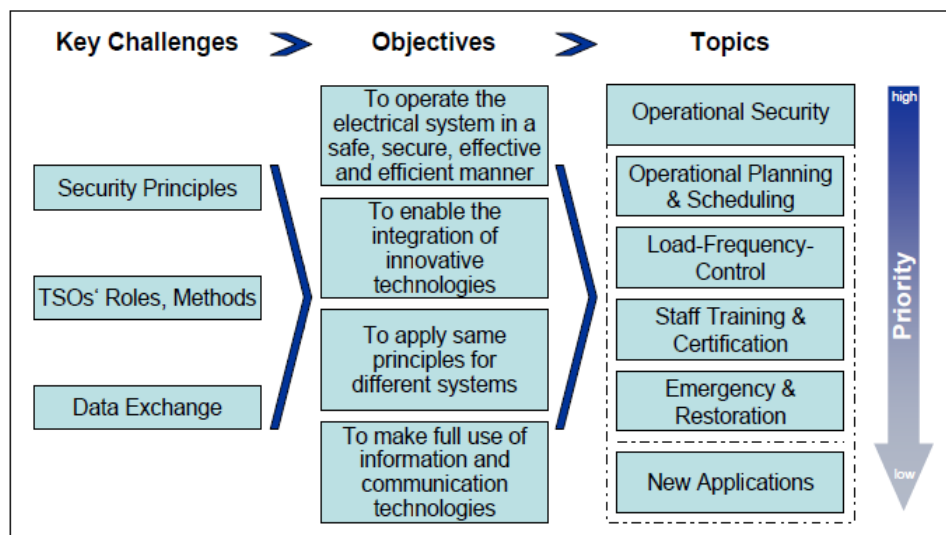 Key Challenges
Objectives
Topics
Security Principles
TSOs‘ Roles, Methods
Data Exchange
To operate the
electrical system in a
safe, secure, effective
and efficient manner
To enable the
integration of
innovative
technologies
To apply same
principles for
different systems
To make full use of
information and
communication
technologies
Operational Security
Operational Planning
& Scheduling
Load-Frequency-
Control
Staff Training &
Certification
Emergency &
Restoration
New Applications
high
Priority
low